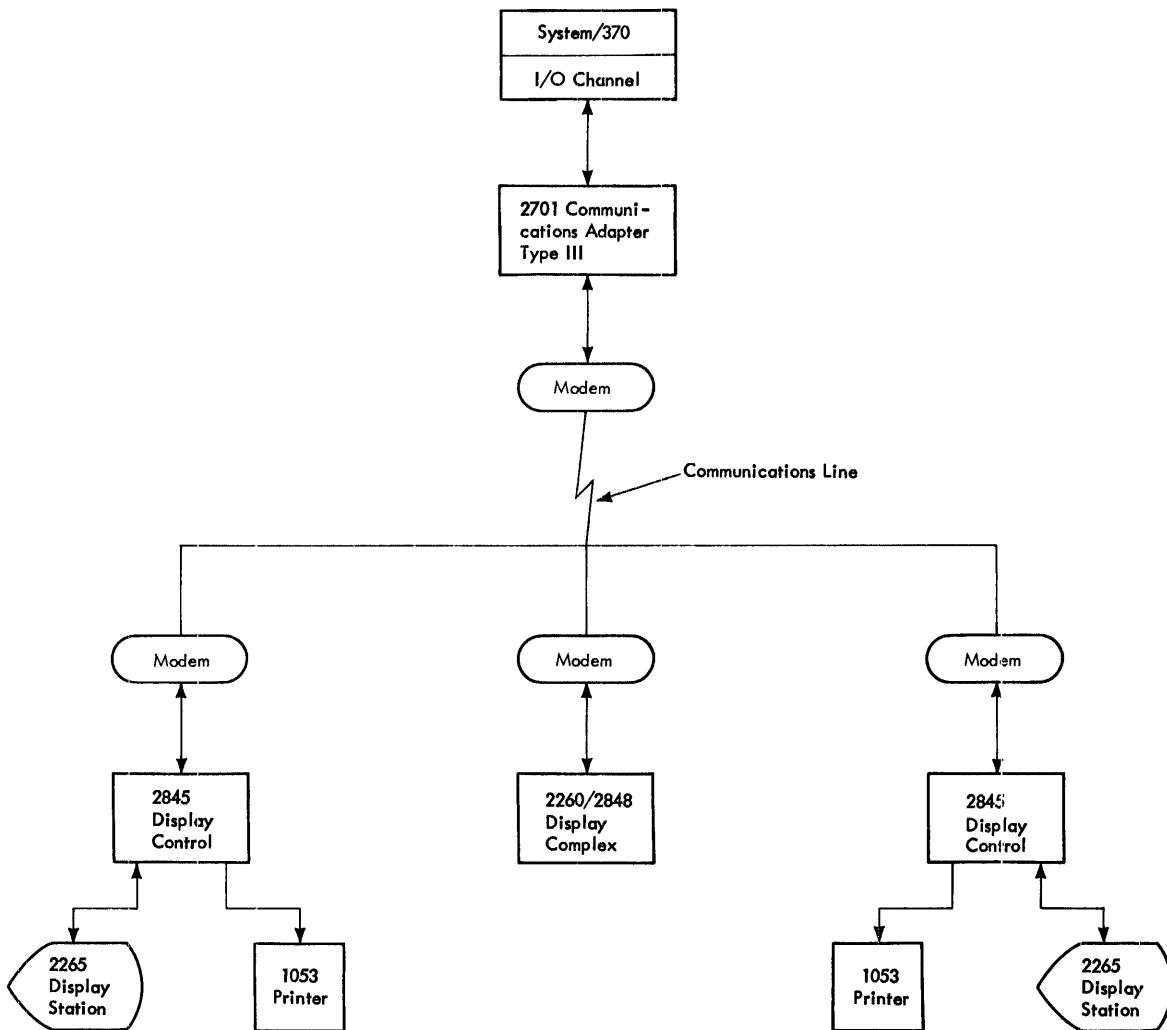 System/370
I/O Channel
2701 Communi-
cations Adapter
Type III
Modem
Communications Line
Modem
Modem
Modem
2845
Display
Control
2260/2848
Display
Complex
2845
Display
Control
2265
Display
Station
1053
Printer
1053
Printer
2265
Display
Station